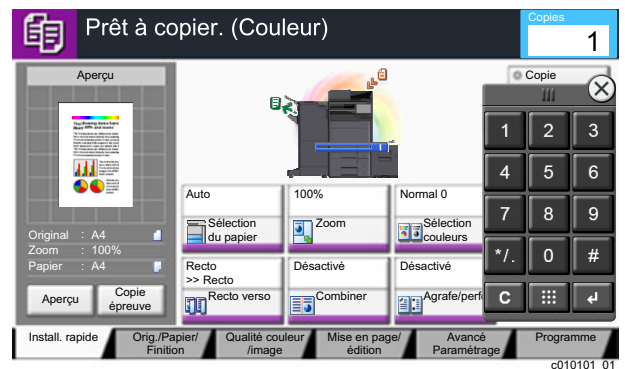 Prêt à copier. (Couleur)
Copies
1
Aperçu
Original : A4
Zoom : 100%
Papier : A4
Aperçu
Copie
épreuve
Copie
Auto
Sélection
du papier
100%
Zoom
Normal 0
Sélection
couleurs
Recto
>> Recto
Recto verso
Désactivé
Combiner
Désactivé
Agrafe/perf
1 2 3
4 5 6
7 8 9
*/. 0 #
C
Install. rapide
Orig./Papier/
Finition
Qualité couleur
/image
Mise en page/
édition
Avancé
Paramétrage
Programme
c010101_01